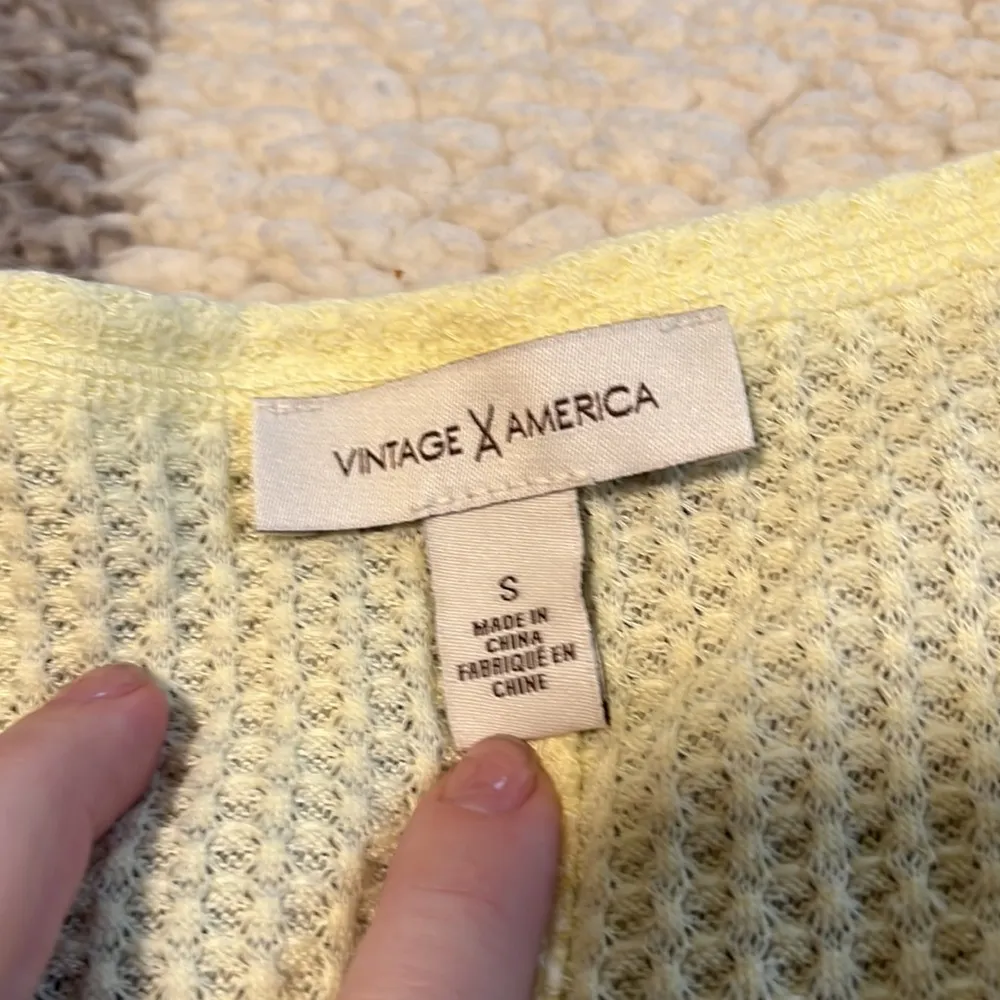 VINTAGE AMERICA
S
MADE IN
CHINA
FABRIQUÉ EN
CHINE